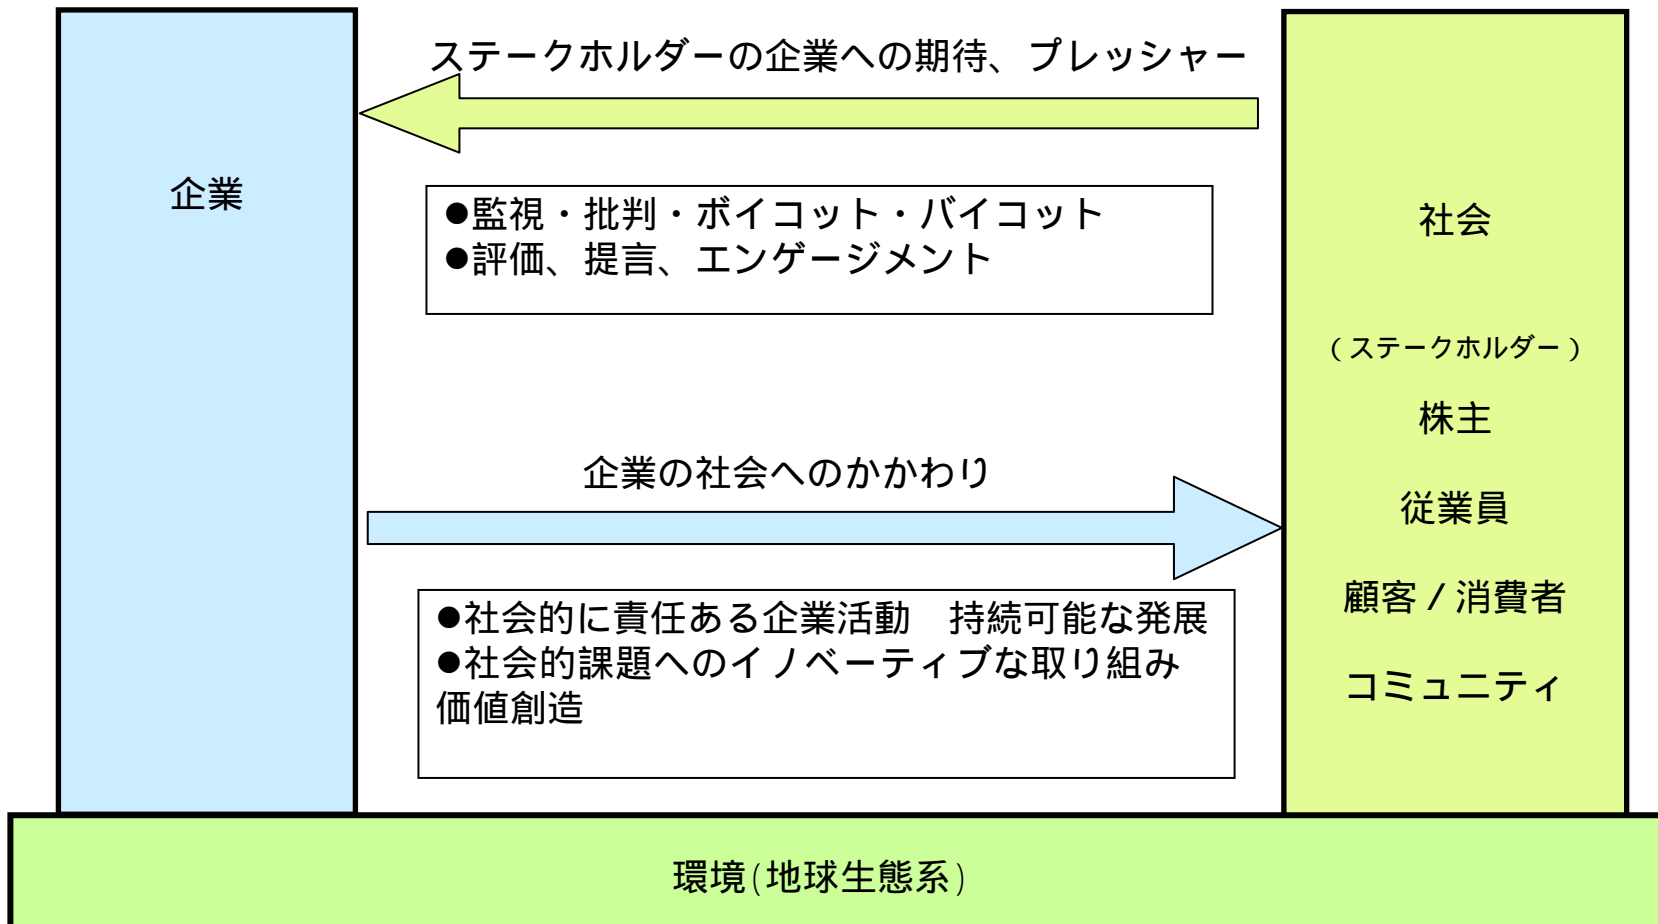 ステークホルダーの企業への期待、プレッシャー
企業
●監視・批判・ボイコット・バイコット
●評価、提言、エンゲージメント
社会
(ステークホルダー)
株主
従業員
顧客/消費者
コミュニティ
企業の社会へのかかわり
●社会的に責任ある企業活動　持続可能な発展
●社会的課題へのイノベーティブな取り組み
価値創造
環境(地球生態系)